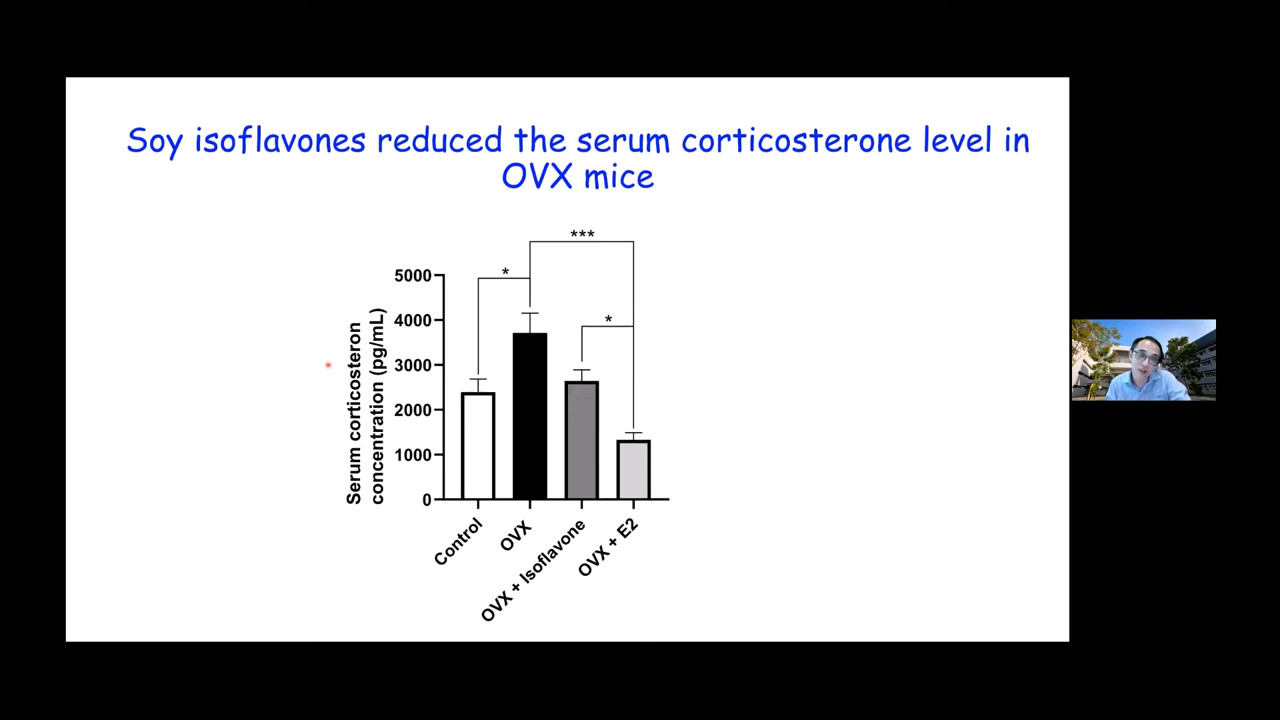 Soy isoflavones reduced the serum corticosterone level in
OVX mice
***
*
*
5000
4000
3000
2000
1000
0
Serum corticosteron
concentration (pg/mL)
Control
OVX
OVX + Isoflavone
OVX + E2